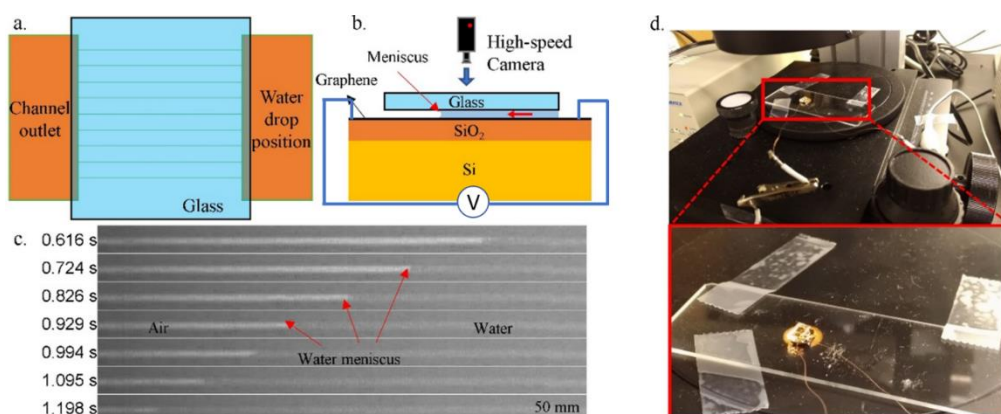 a.
Channel
outlet
Water
drop
position
Glass
b.
High-speed
Camera
Meniscus
Graphene
Glass
SiO2
Si
V
c.
0.616 s
0.724 s
0.826 s
0.929 s
0.994 s
1.095 s
1.198 s
Air
Water
Water meniscus
50 mm
d.